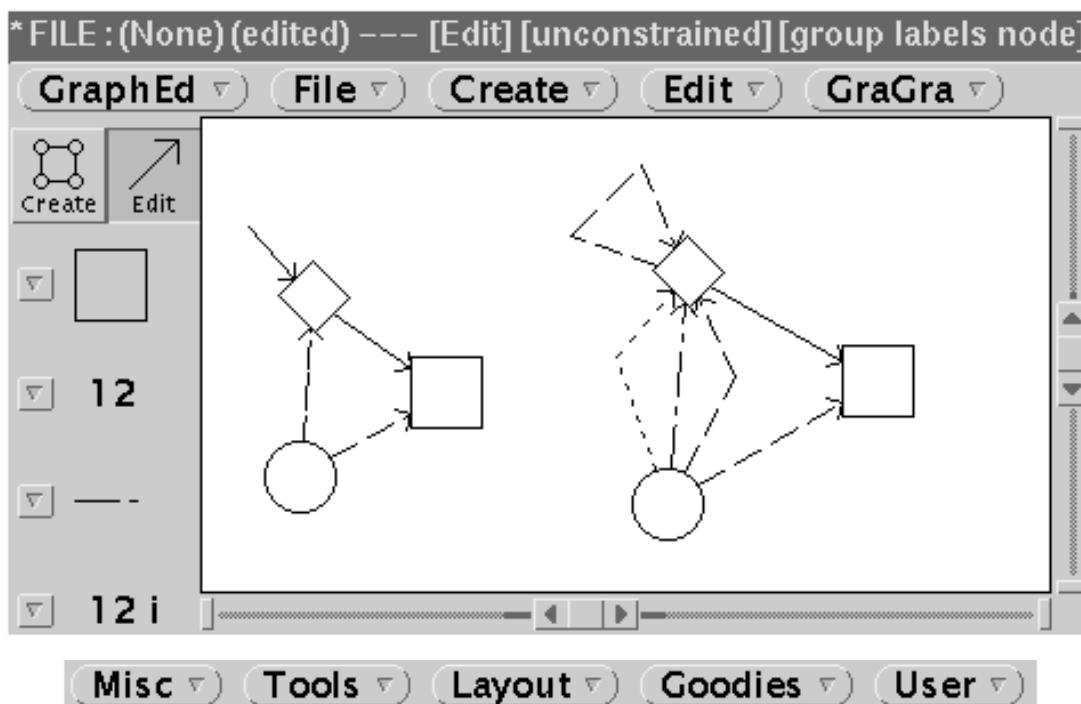 * FILE : (None) (edited) --- [Edit] [unconstrained] [group labels node]
GraphEd File Create Edit GraGra
Create Edit
12
12 i
Misc Tools Layout Goodies User